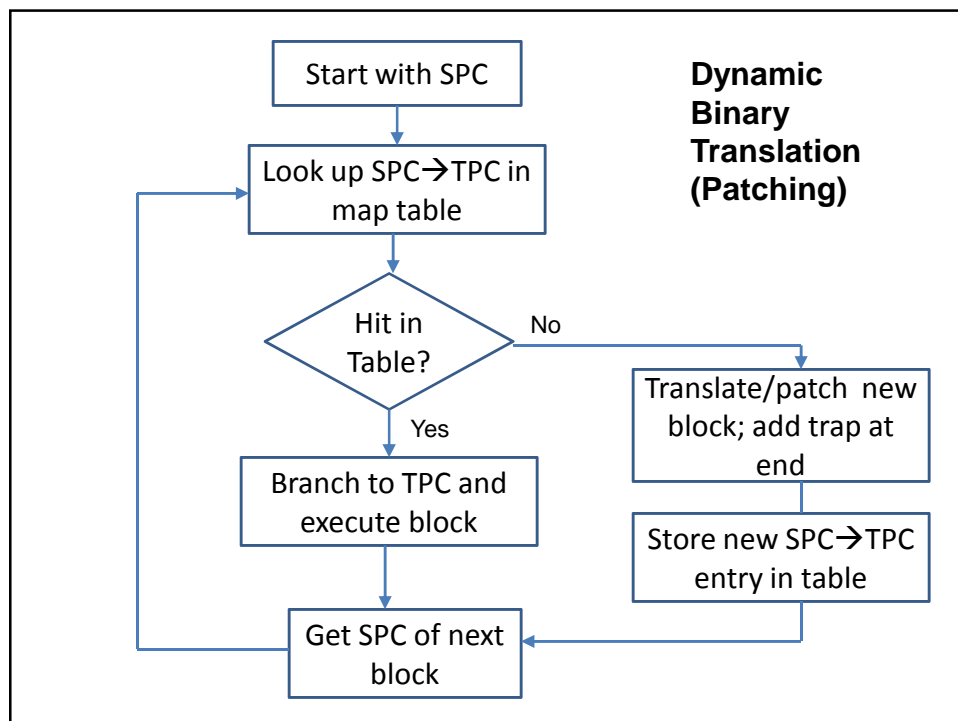 Start with SPC
Dynamic
Binary
Translation
(Patching)
Look up SPC→TPC in
map table
Hit in
Table?
No
Yes
Translate/patch new
block; add trap at
end
Branch to TPC and
execute block
Store new SPC→TPC
entry in table
Get SPC of next
block